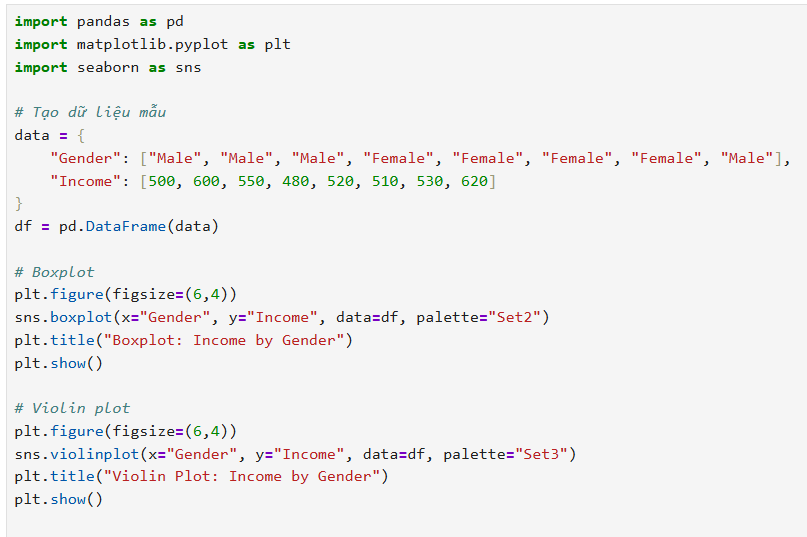 import pandas as pd
import matplotlib.pyplot as plt
import seaborn as sns

# Tạo dữ liệu mẫu
data = {
    "Gender": ["Male", "Male", "Male", "Female", "Female", "Female", "Female", "Male"],
    "Income": [500, 600, 550, 480, 520, 510, 530, 620]
}
df = pd.DataFrame(data)

# Boxplot
plt.figure(figsize=(6,4))
sns.boxplot(x="Gender", y="Income", data=df, palette="Set2")
plt.title("Boxplot: Income by Gender")
plt.show()

# Violin plot
plt.figure(figsize=(6,4))
sns.violinplot(x="Gender", y="Income", data=df, palette="Set3")
plt.title("Violin Plot: Income by Gender")
plt.show()